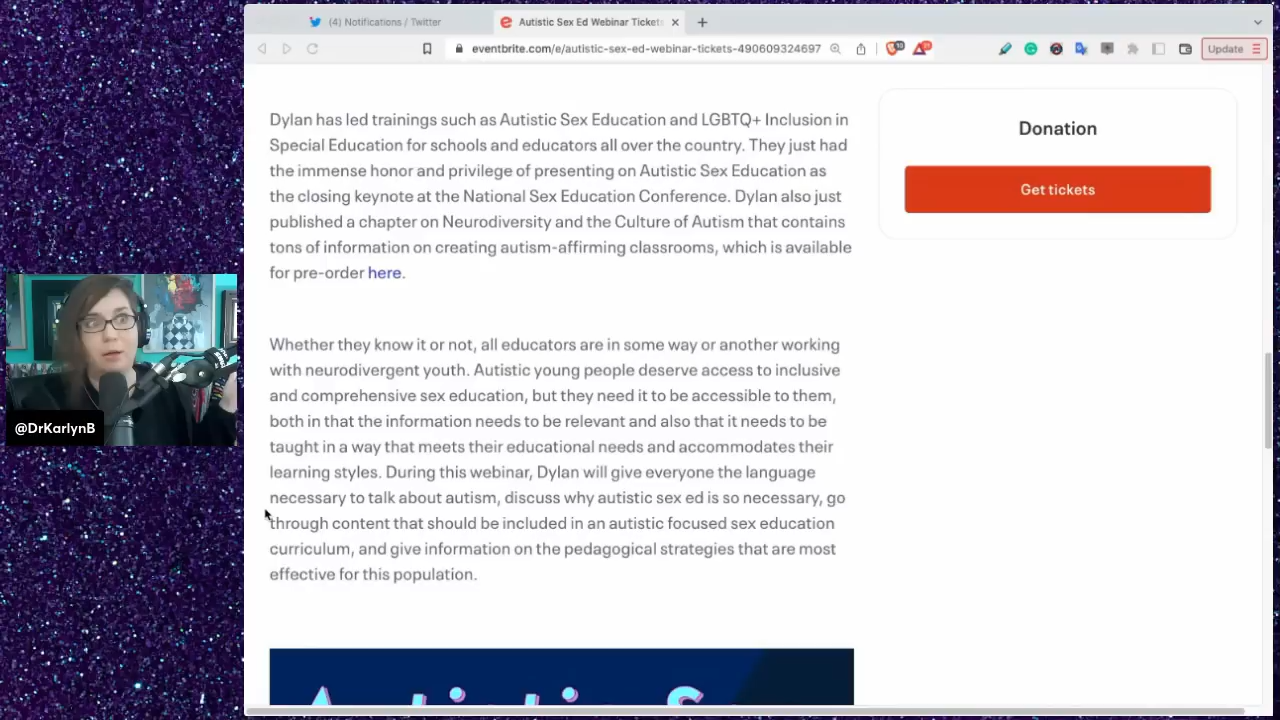 (4) Notifications / Twitter
Autistic Sex Ed Webinar Tickets
eventbrite.com/e/autistic-sex-ed-webinar-tickets-490609324697
Update
Dylan has led trainings such as Autistic Sex Education and LGBTQ+ Inclusion in
Special Education for schools and educators all over the country. They just had
the immense honor and privilege of presenting on Autistic Sex Education as
the closing keynote at the National Sex Education Conference. Dylan also just
published a chapter on Neurodiversity and the Culture of Autism that contains
tons of information on creating autism-affirming classrooms, which is available
for pre-order here.
Whether they know it or not, all educators are in some way or another working
with neurodivergent youth. Autistic young people deserve access to inclusive
and comprehensive sex education, but they need it to be accessible to them,
both in that the information needs to be relevant and also that it needs to be
taught in a way that meets their educational needs and accommodates their
learning styles. During this webinar, Dylan will give everyone the language
necessary to talk about autism, discuss why autistic sex ed is so necessary, go
through content that should be included in an autistic focused sex education
curriculum, and give information on the pedagogical strategies that are most
effective for this population.
Donation
Get tickets
@DrKarlynB